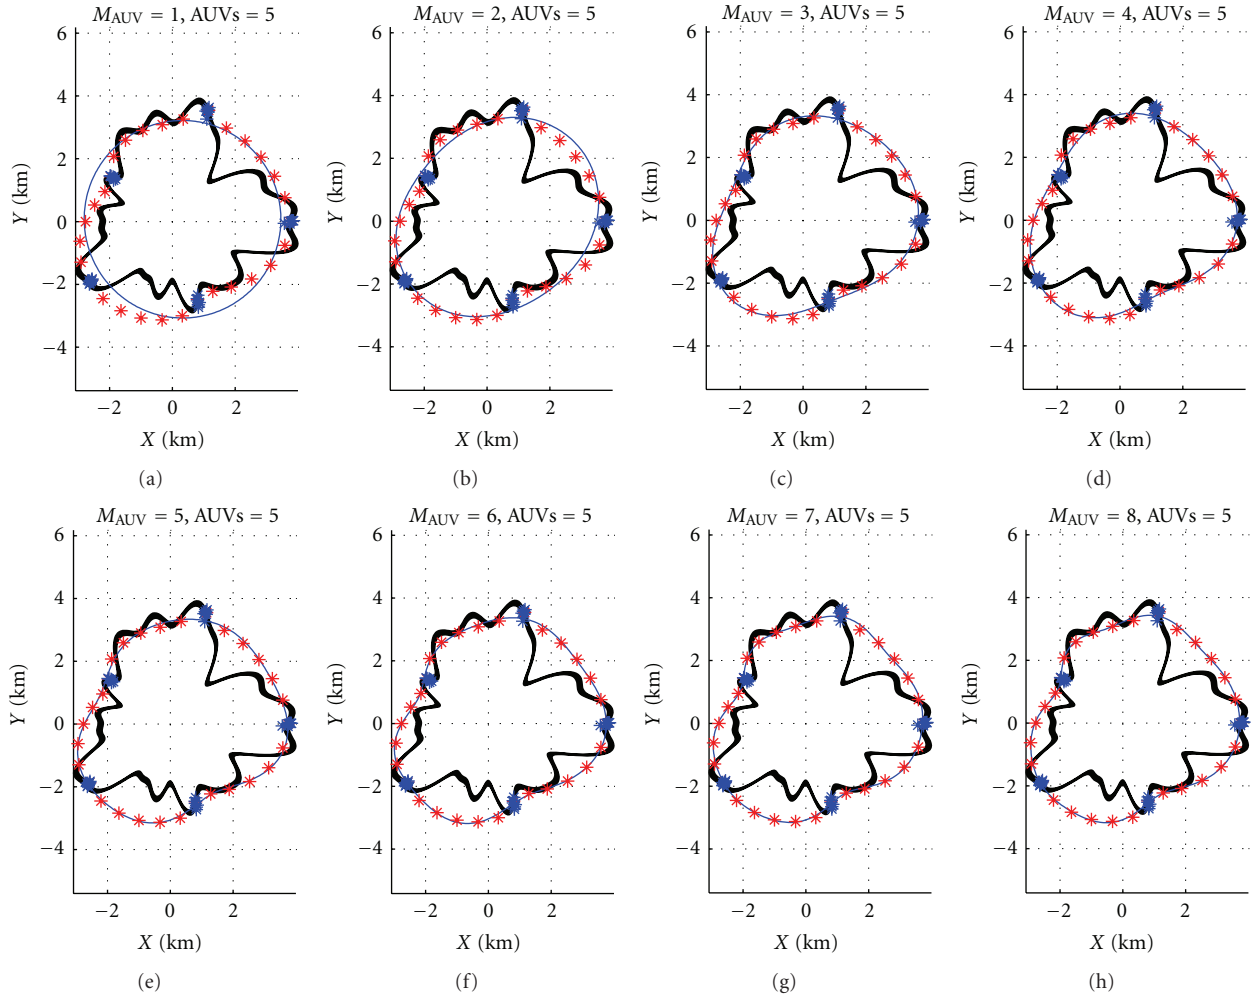 M_AUV = 1, AUVs = 5
6
4
2
0
−2
−4
Y (km)
−2 0 2
X (km)
(a)
M_AUV = 2, AUVs = 5
6
4
2
0
−2
−4
Y (km)
−2 0 2
X (km)
(b)
M_AUV = 3, AUVs = 5
6
4
2
0
−2
−4
Y (km)
−2 0 2
X (km)
(c)
M_AUV = 4, AUVs = 5
6
4
2
0
−2
−4
Y (km)
−2 0 2
X (km)
(d)
M_AUV = 5, AUVs = 5
6
4
2
0
−2
−4
Y (km)
−2 0 2
X (km)
(e)
M_AUV = 6, AUVs = 5
6
4
2
0
−2
−4
Y (km)
−2 0 2
X (km)
(f)
M_AUV = 7, AUVs = 5
6
4
2
0
−2
−4
Y (km)
−2 0 2
X (km)
(g)
M_AUV = 8, AUVs = 5
6
4
2
0
−2
−4
Y (km)
−2 0 2
X (km)
(h)